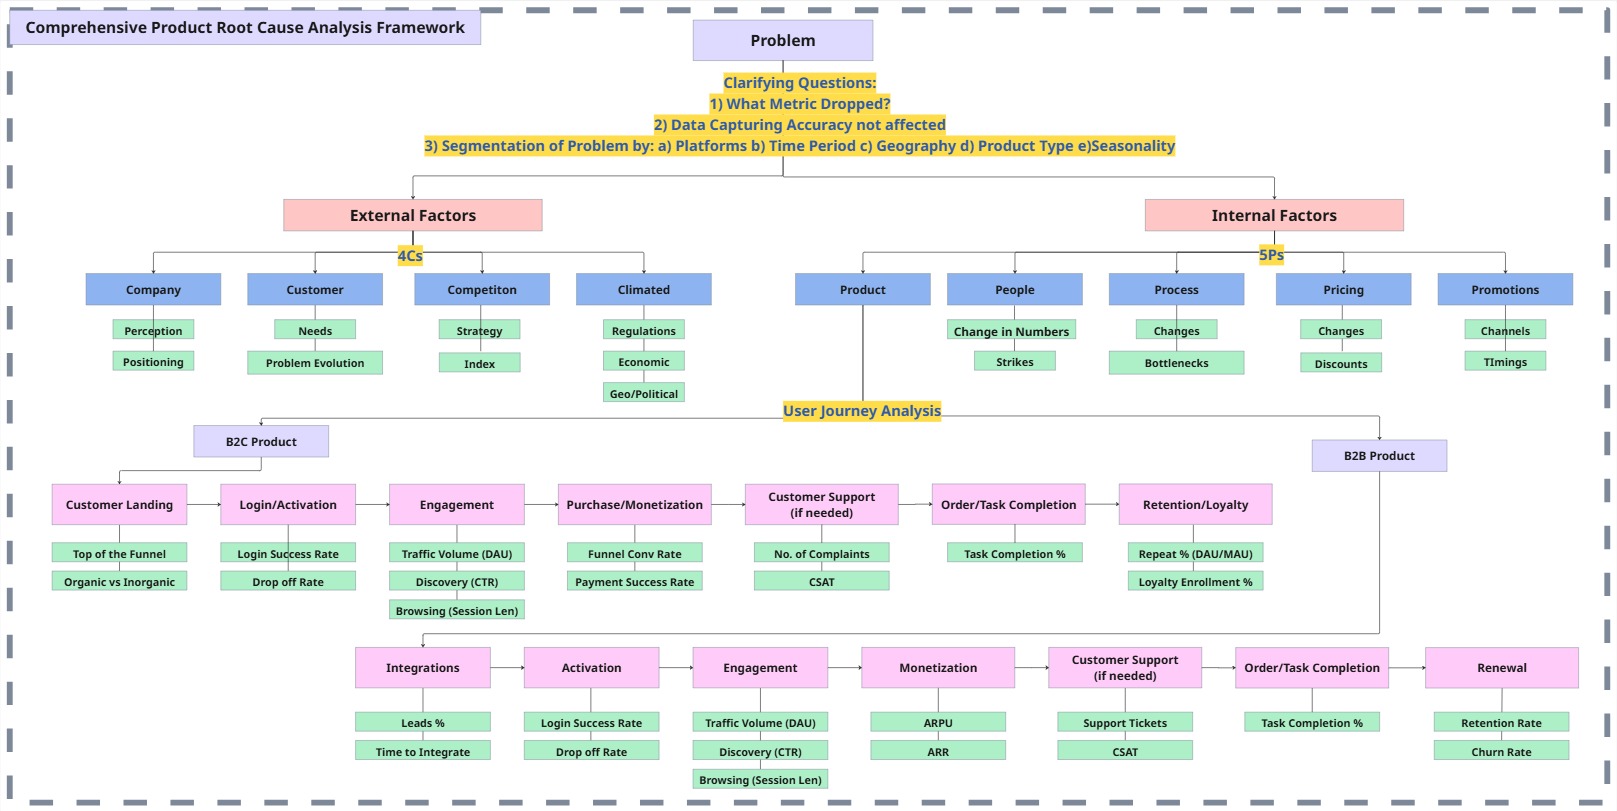 Comprehensive Product Root Cause Analysis Framework
Problem
Clarifying Questions:
1) What Metric Dropped?
2) Data Capturing Accuracy not affected
3) Segmentation of Problem by: a) Platforms b) Time Period c) Geography d) Product Type e)Seasonality
External Factors
Internal Factors
4Cs
5Ps
Company
Customer
Competiton
Climated
Product
People
Process
Pricing
Promotions
Perception
Needs
Strategy
Regulations
Change in Numbers
Changes
Changes
Channels
Positioning
Problem Evolution
Index
Economic
Strikes
Bottlenecks
Discounts
TImings
Geo/Political
User Journey Analysis
B2C Product
B2B Product
Customer Landing
Login/Activation
Engagement
Purchase/Monetization
Customer Support
(if needed)
Order/Task Completion
Retention/Loyalty
Top of the Funnel
Login Success Rate
Traffic Volume (DAU)
Funnel Conv Rate
No. of Complaints
Task Completion %
Repeat % (DAU/MAU)
Organic vs Inorganic
Drop off Rate
Discovery (CTR)
Payment Success Rate
CSAT
Loyalty Enrollment %
Browsing (Session Len)
Integrations
Activation
Engagement
Monetization
Customer Support
(if needed)
Order/Task Completion
Renewal
Leads %
Login Success Rate
Traffic Volume (DAU)
ARPU
Support Tickets
Task Completion %
Retention Rate
Time to Integrate
Drop off Rate
Discovery (CTR)
ARR
CSAT
Churn Rate
Browsing (Session Len)